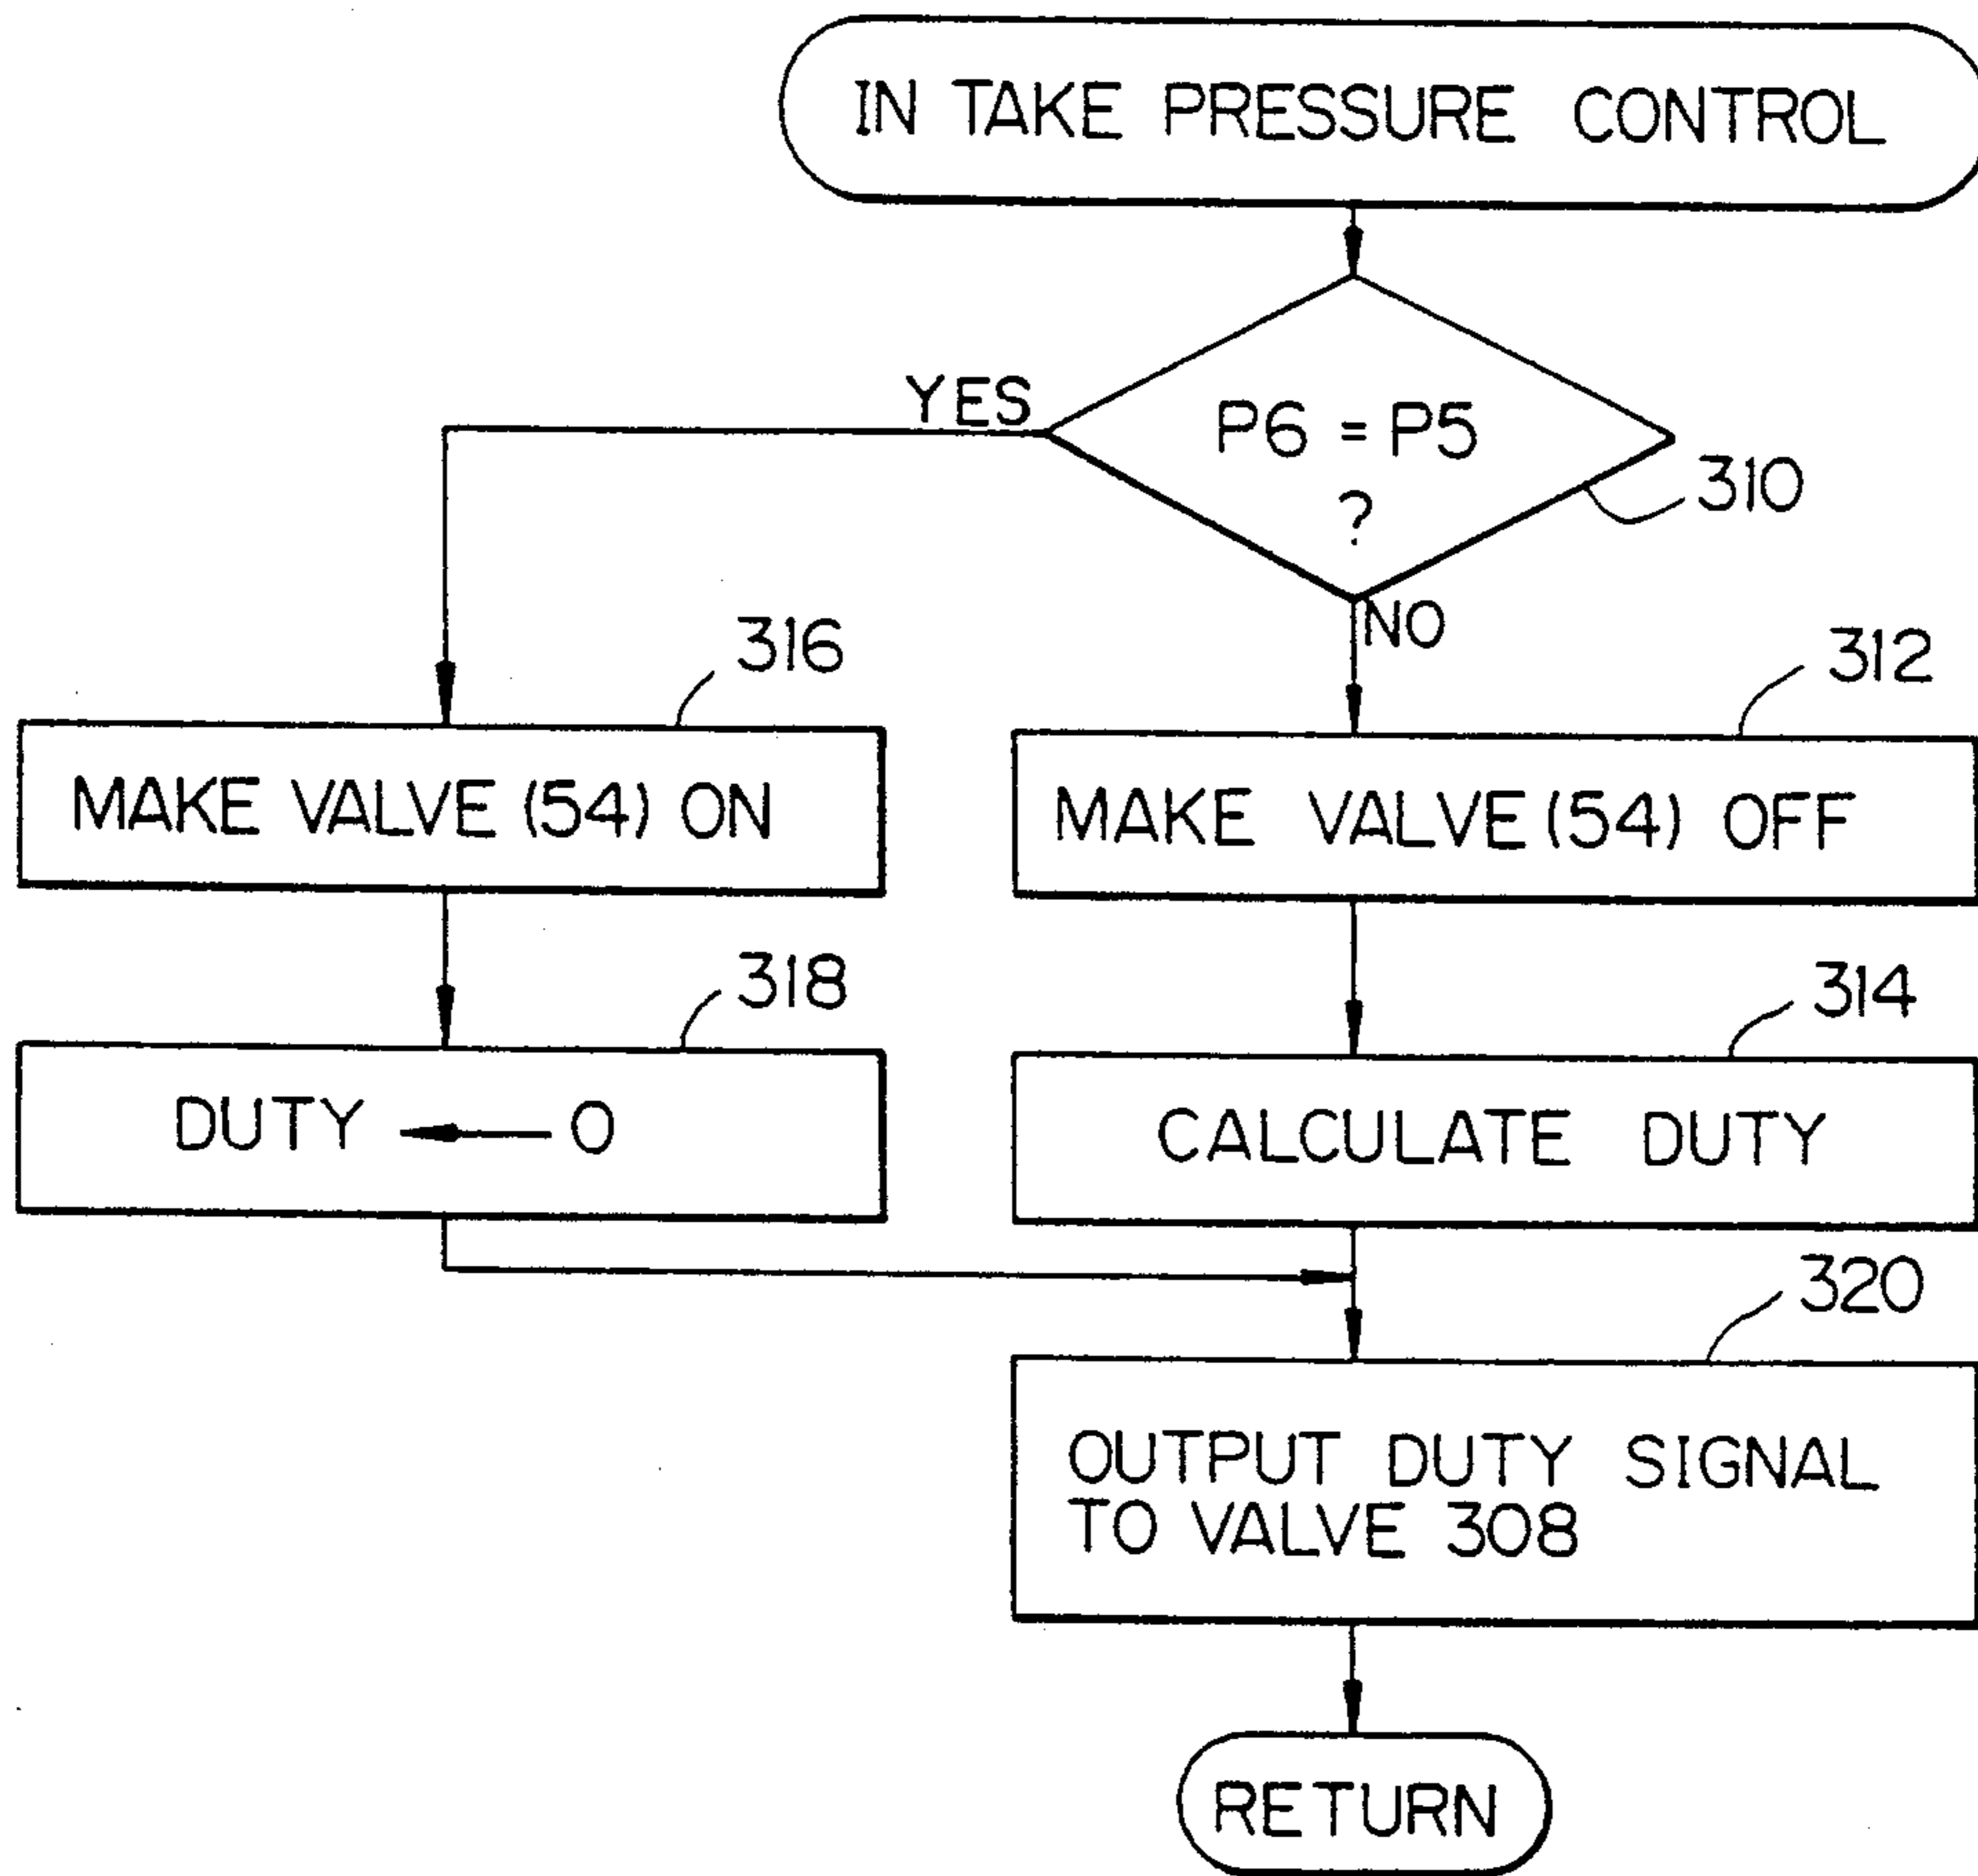 IN TAKE PRESSURE CONTROL
YES
P6 = P5
?
310
NO
316
312
MAKE VALVE (54) ON
MAKE VALVE (54) OFF
318
314
DUTY ← 0
CALCULATE DUTY
320
OUTPUT DUTY SIGNAL
TO VALVE 308
RETURN